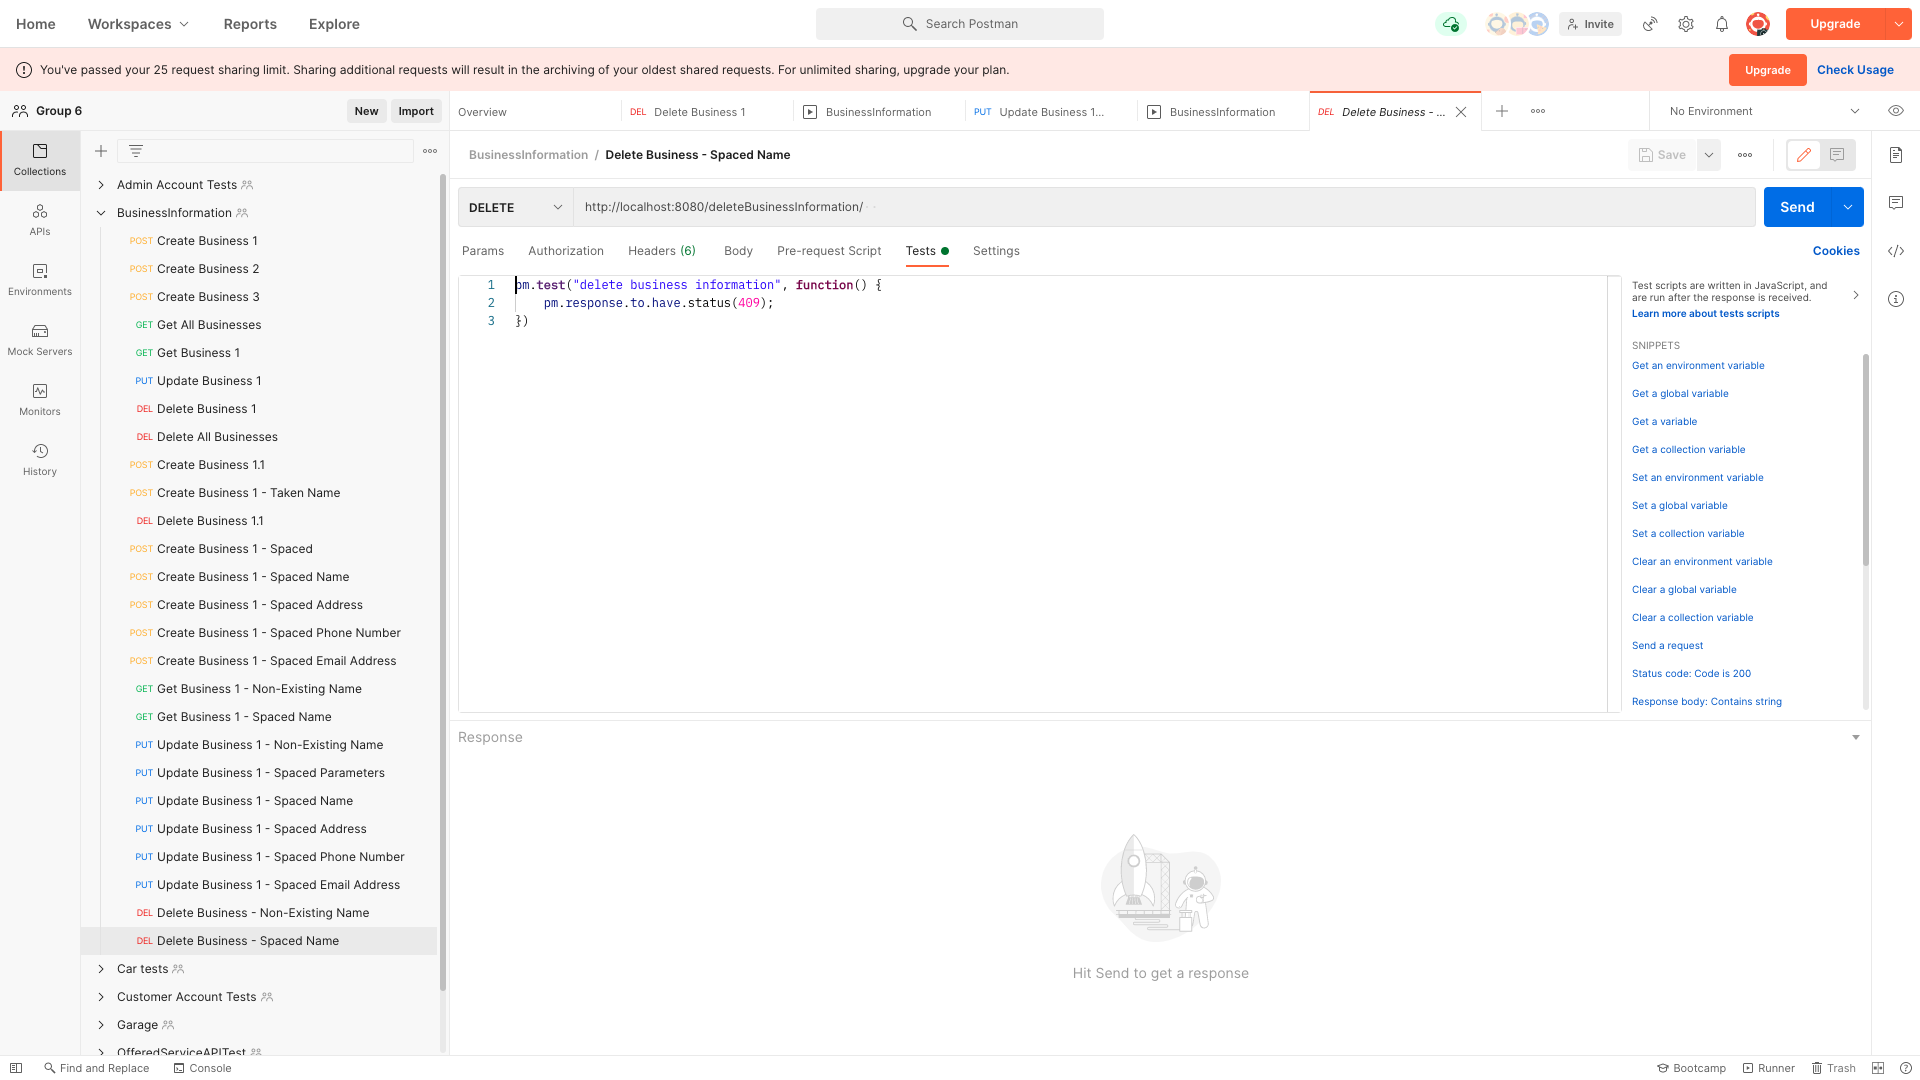 Home
Workspaces
Reports
Explore
Search Postman
Invite
Upgrade
You've passed your 25 request sharing limit. Sharing additional requests will result in the archiving of your oldest shared requests. For unlimited sharing, upgrade your plan.
Upgrade
Check Usage
Group 6
New
Import
Overview
DEL Delete Business 1
BusinessInformation
PUT Update Business 1...
BusinessInformation
DEL Delete Business - ...
No Environment
Collections
APIs
Environments
Mock Servers
Monitors
History
Admin Account Tests
BusinessInformation
POST Create Business 1
POST Create Business 2
POST Create Business 3
GET Get All Businesses
GET Get Business 1
PUT Update Business 1
DEL Delete Business 1
DEL Delete All Businesses
POST Create Business 1.1
POST Create Business 1 - Taken Name
DEL Delete Business 1.1
POST Create Business 1 - Spaced
POST Create Business 1 - Spaced Name
POST Create Business 1 - Spaced Address
POST Create Business 1 - Spaced Phone Number
POST Create Business 1 - Spaced Email Address
GET Get Business 1 - Non-Existing Name
GET Get Business 1 - Spaced Name
PUT Update Business 1 - Non-Existing Name
PUT Update Business 1 - Spaced Parameters
PUT Update Business 1 - Spaced Name
PUT Update Business 1 - Spaced Address
PUT Update Business 1 - Spaced Phone Number
PUT Update Business 1 - Spaced Email Address
DEL Delete Business - Non-Existing Name
DEL Delete Business - Spaced Name
Car tests
Customer Account Tests
Garage
OfferedServiceAPITest
BusinessInformation / Delete Business - Spaced Name
Save
DELETE
http://localhost:8080/deleteBusinessInformation/
Send
Params
Authorization
Headers (6)
Body
Pre-request Script
Tests
Settings
Cookies
1 pm.test("delete business information", function() {
2 pm.response.to.have.status(409);
3 })
Test scripts are written in JavaScript, and
are run after the response is received.
Learn more about tests scripts
SNIPPETS
Get an environment variable
Get a global variable
Get a variable
Get a collection variable
Set an environment variable
Set a global variable
Set a collection variable
Clear an environment variable
Clear a global variable
Clear a collection variable
Send a request
Status code: Code is 200
Response body: Contains string
Response
Hit Send to get a response
Find and Replace
Console
Bootcamp
Runner
Trash